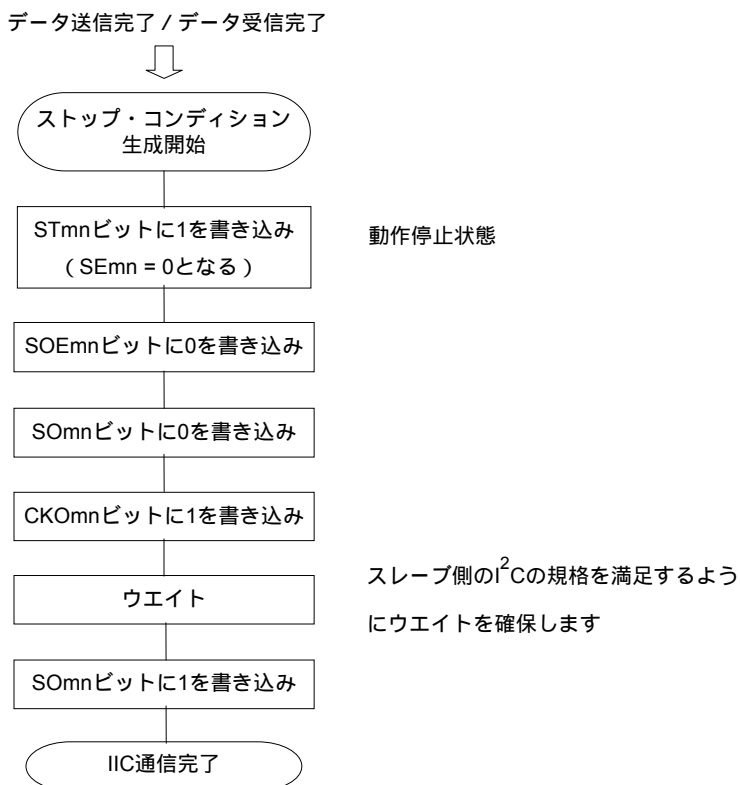 データ送信完了 / データ受信完了
ストップ・コンディション
生成開始
STmnビットに1を書き込み
( SEmn = 0となる )
動作停止状態
SOEmnビットに0を書き込み
SOmnビットに0を書き込み
CKOmnビットに1を書き込み
ウエイト
スレーブ側のI²Cの規格を満足するよう
にウエイトを確保します
SOmnビットに1を書き込み
IIC通信完了